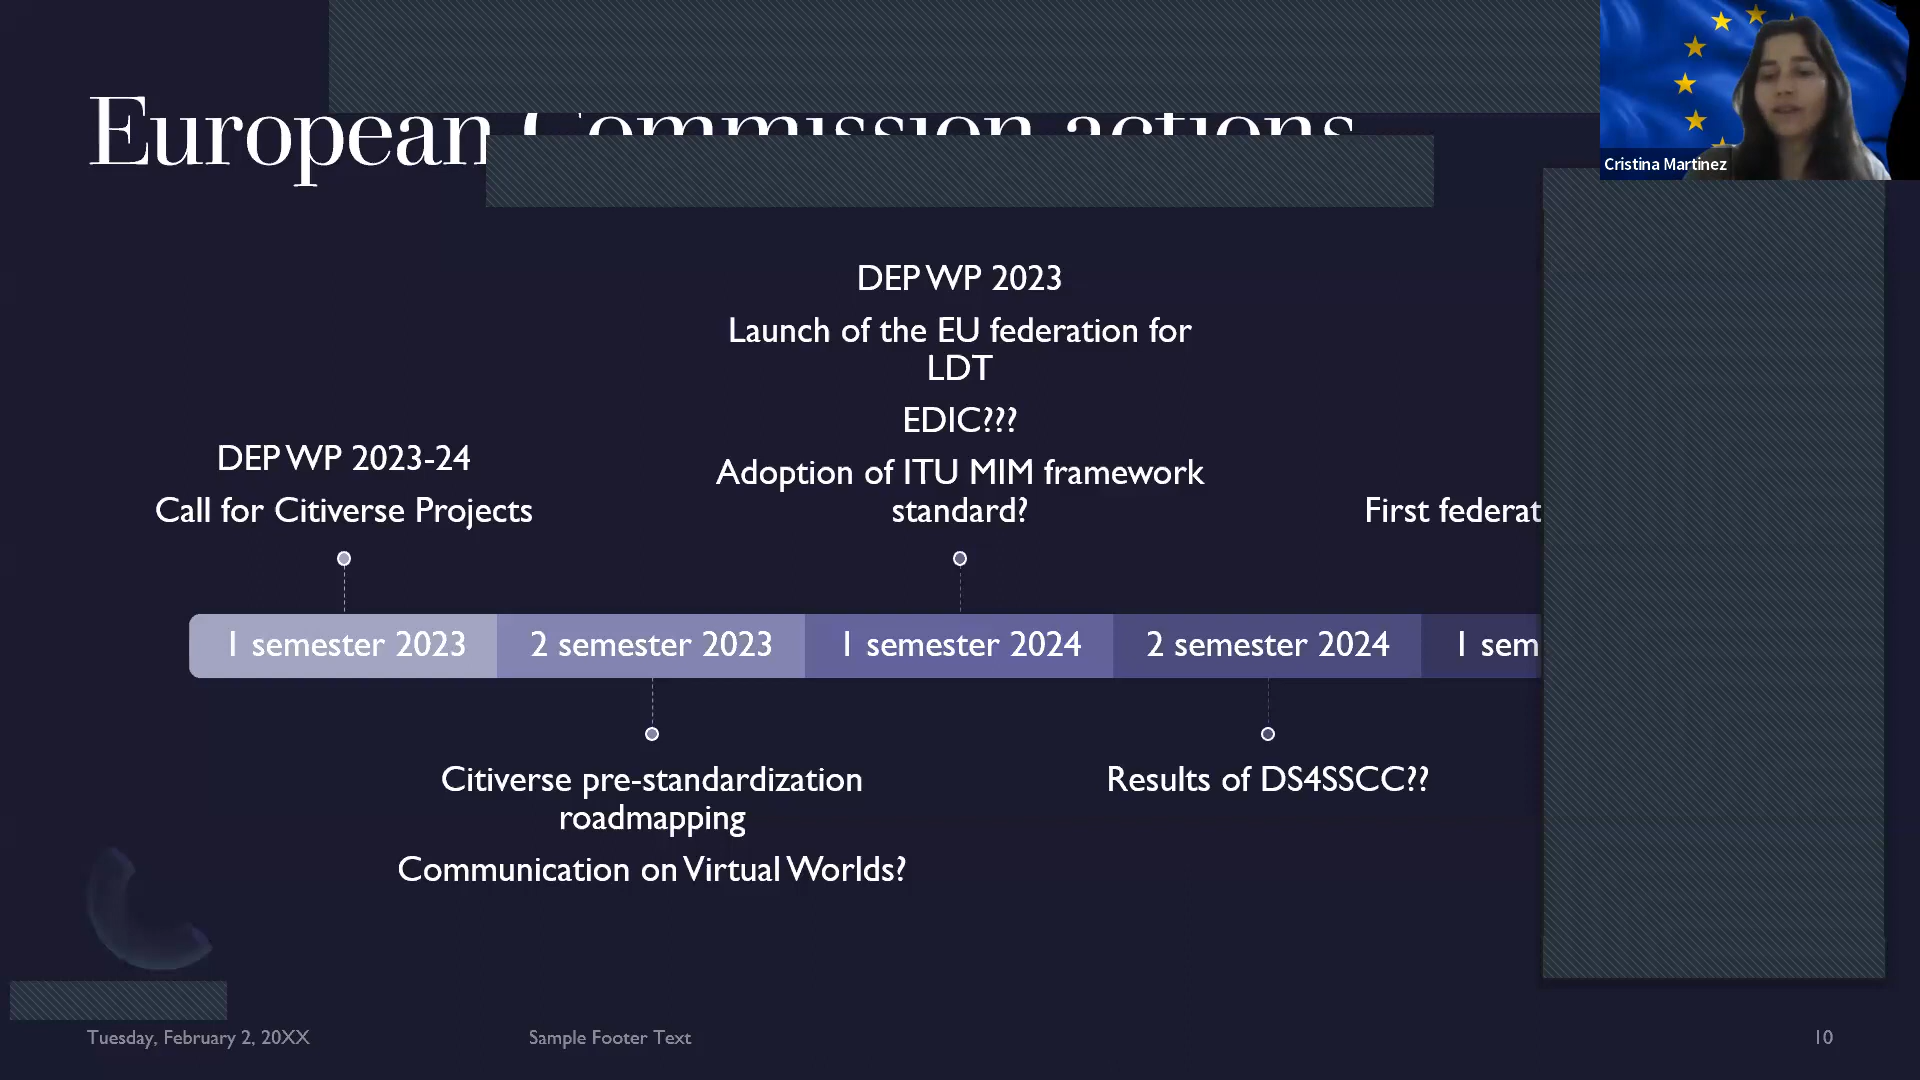 European Commission actions
Cristina Martinez
DEP WP 2023
Launch of the EU federation for
LDT
EDIC???
Adoption of ITU MIM framework
standard?
DEP WP 2023-24
Call for Citiverse Projects
First
1 semester 2023
2 semester 2023
1 semester 2024
2 semester 2024
1
Citiverse pre-standardization
roadmapping
Communication on Virtual Worlds?
Results of DS4SSCC??
Tuesday, February 2, 20XX
Sample Footer Text
10